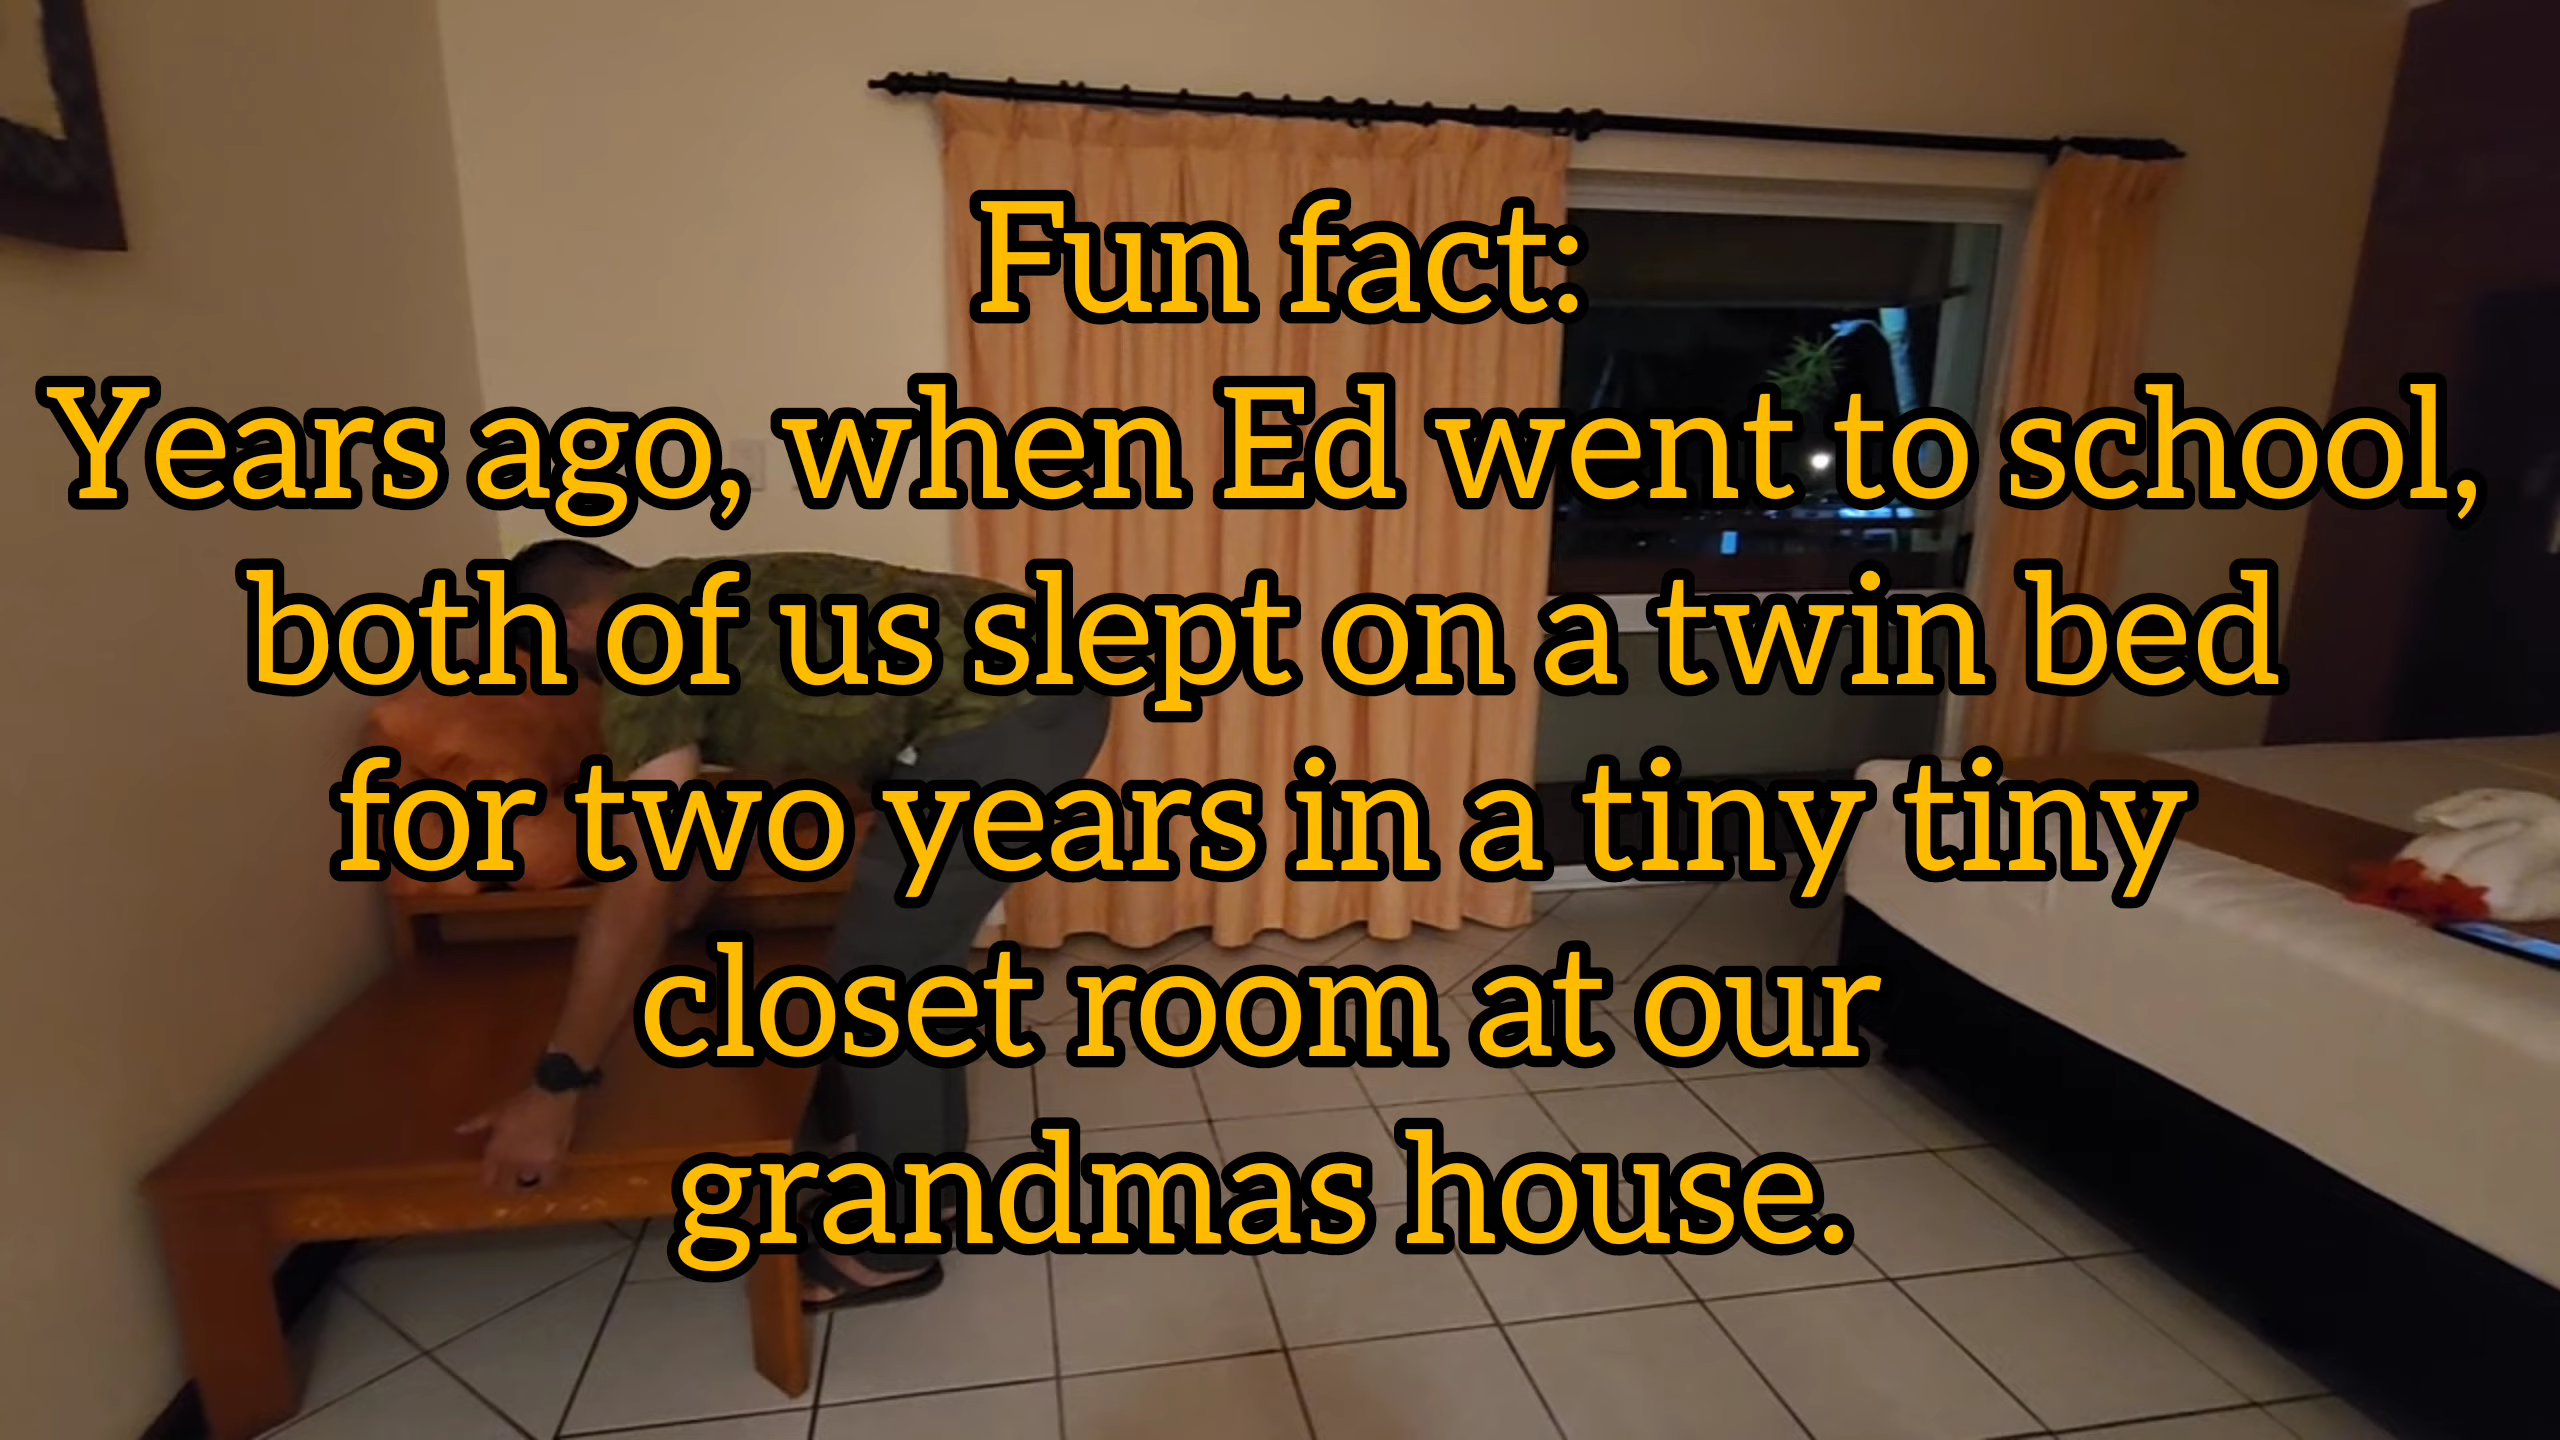 Fun fact:
Years ago, when Ed went to school,
both of us slept on a twin bed
for two years in a tiny tiny
closet room at our
grandmas house.